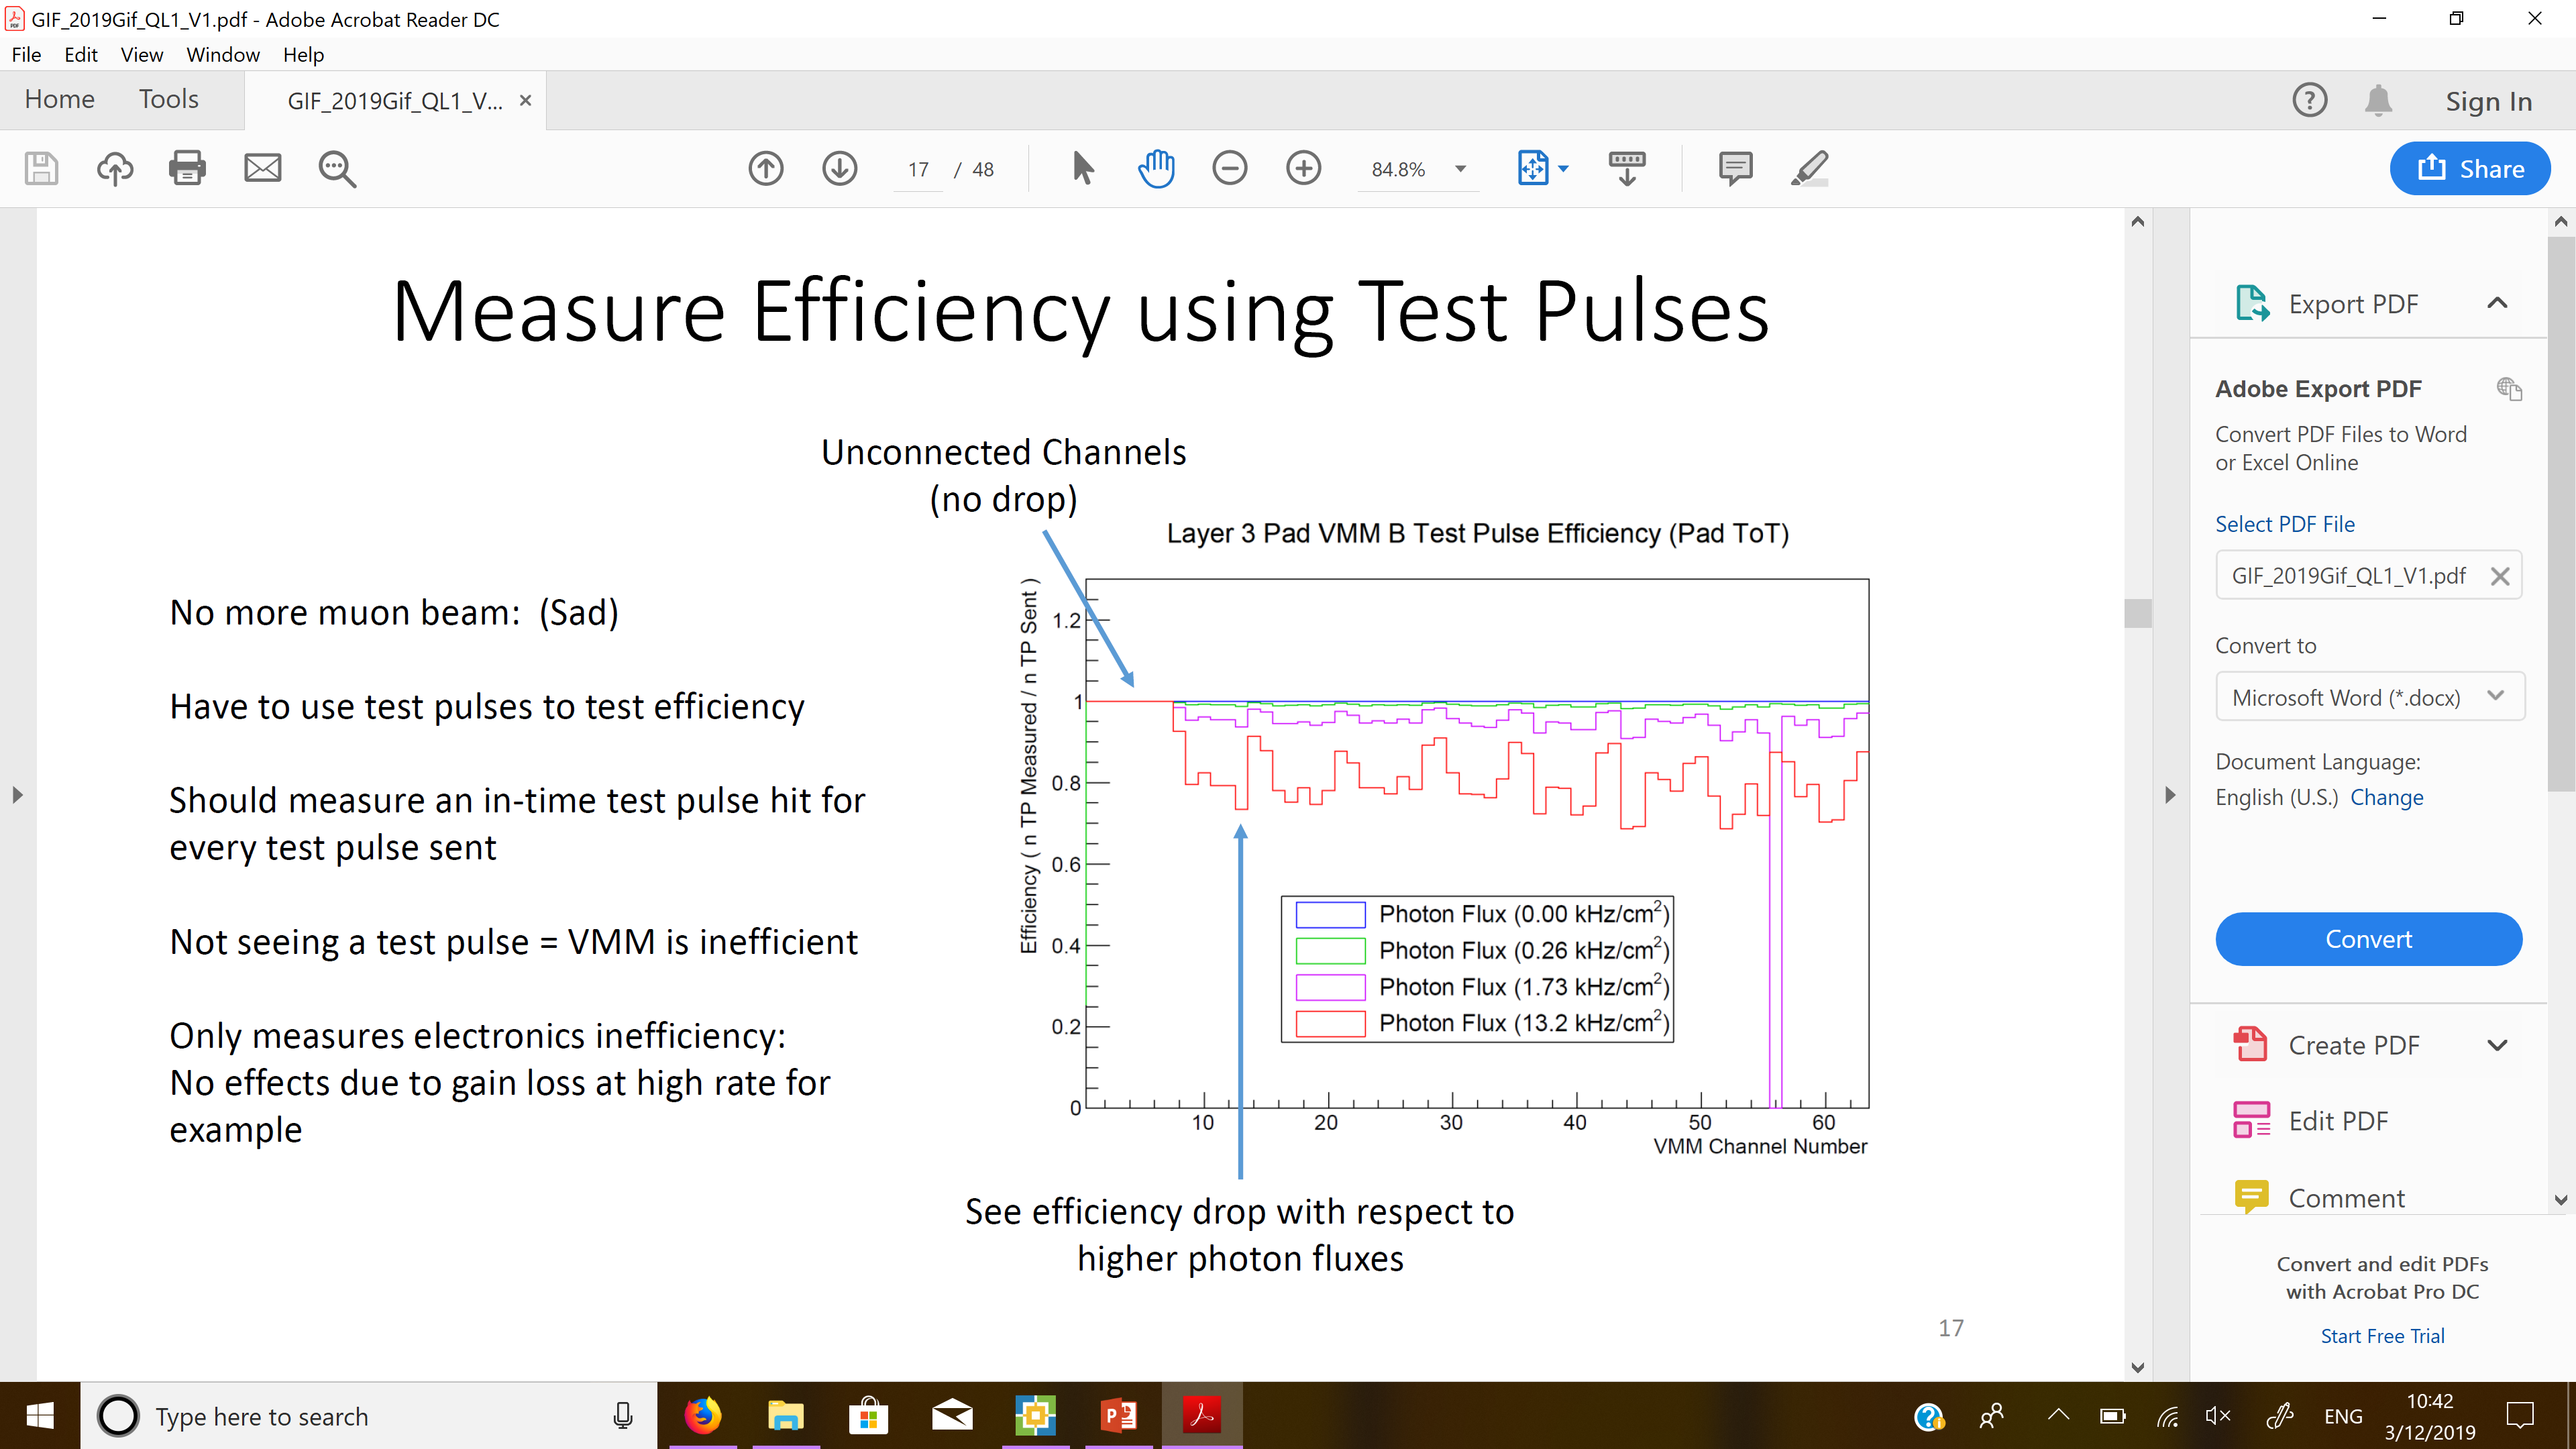 GIF_2019Gif_QL1_V1.pdf - Adobe Acrobat Reader DC
File Edit View Window Help
Home Tools GIF_2019Gif_QL1_V... × Sign In
17 / 48 84.8% Share
Measure Efficiency using Test Pulses
Unconnected Channels
(no drop)
No more muon beam: (Sad)
Have to use test pulses to test efficiency
Should measure an in-time test pulse hit for
every test pulse sent
Not seeing a test pulse = VMM is inefficient
Only measures electronics inefficiency:
No effects due to gain loss at high rate for
example
Layer 3 Pad VMM B Test Pulse Efficiency (Pad ToT)
Efficiency ( n TP Measured / n TP Sent )
1.2
1
0.8
0.6
0.4
0.2
0
Photon Flux (0.00 kHz/cm²)
Photon Flux (0.26 kHz/cm²)
Photon Flux (1.73 kHz/cm²)
Photon Flux (13.2 kHz/cm²)
10 20 30 40 50 60
VMM Channel Number
See efficiency drop with respect to
higher photon fluxes
17
Export PDF
Adobe Export PDF
Convert PDF Files to Word
or Excel Online
Select PDF File
GIF_2019Gif_QL1_V1.pdf
Convert to
Microsoft Word (*.docx)
Document Language:
English (U.S.) Change
Convert
Create PDF
Edit PDF
Comment
Convert and edit PDFs
with Acrobat Pro DC
Start Free Trial
Type here to search
ENG
10:42
3/12/2019